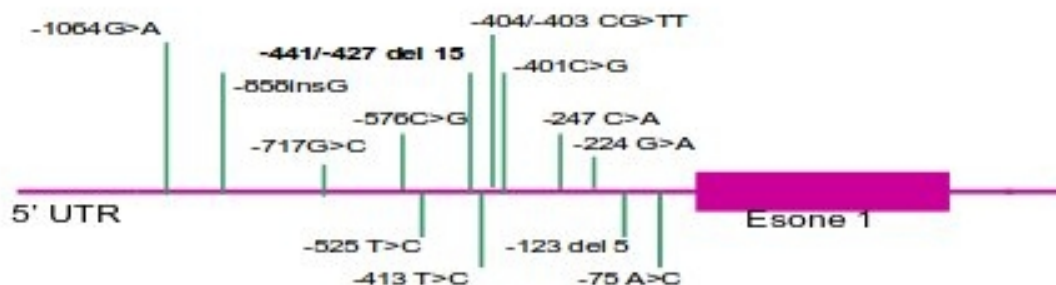 -1064G>A
-404/-403 CG>TT
-441/-427 del 15
-401C>G
-858insG
-576C>G
-247 C>A
-717G>C
-224 G>A
5' UTR
Esone 1
-525 T>C
-123 del 5
-413 T>C
-75 A>C